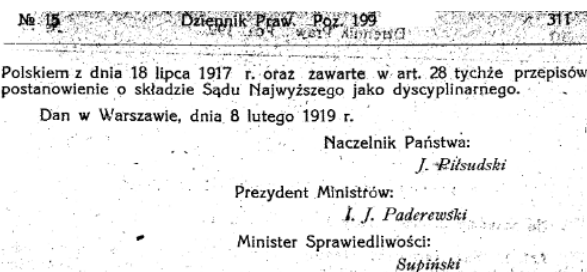 № 15 Dziennik Praw. Poz. 199 311
Polskiem z dnia 18 lipca 1917 r. oraz zawarte w art. 28 tychże przepisów
postanowienie o składzie Sądu Najwyższego jako dyscyplinarnego.
Dan w Warszawie, dnia 8 lutego 1919 r.
Naczelnik Państwa:
J. Piłsudski
Prezydent Ministrów:
I. J. Paderewski
Minister Sprawiedliwości:
Supiński